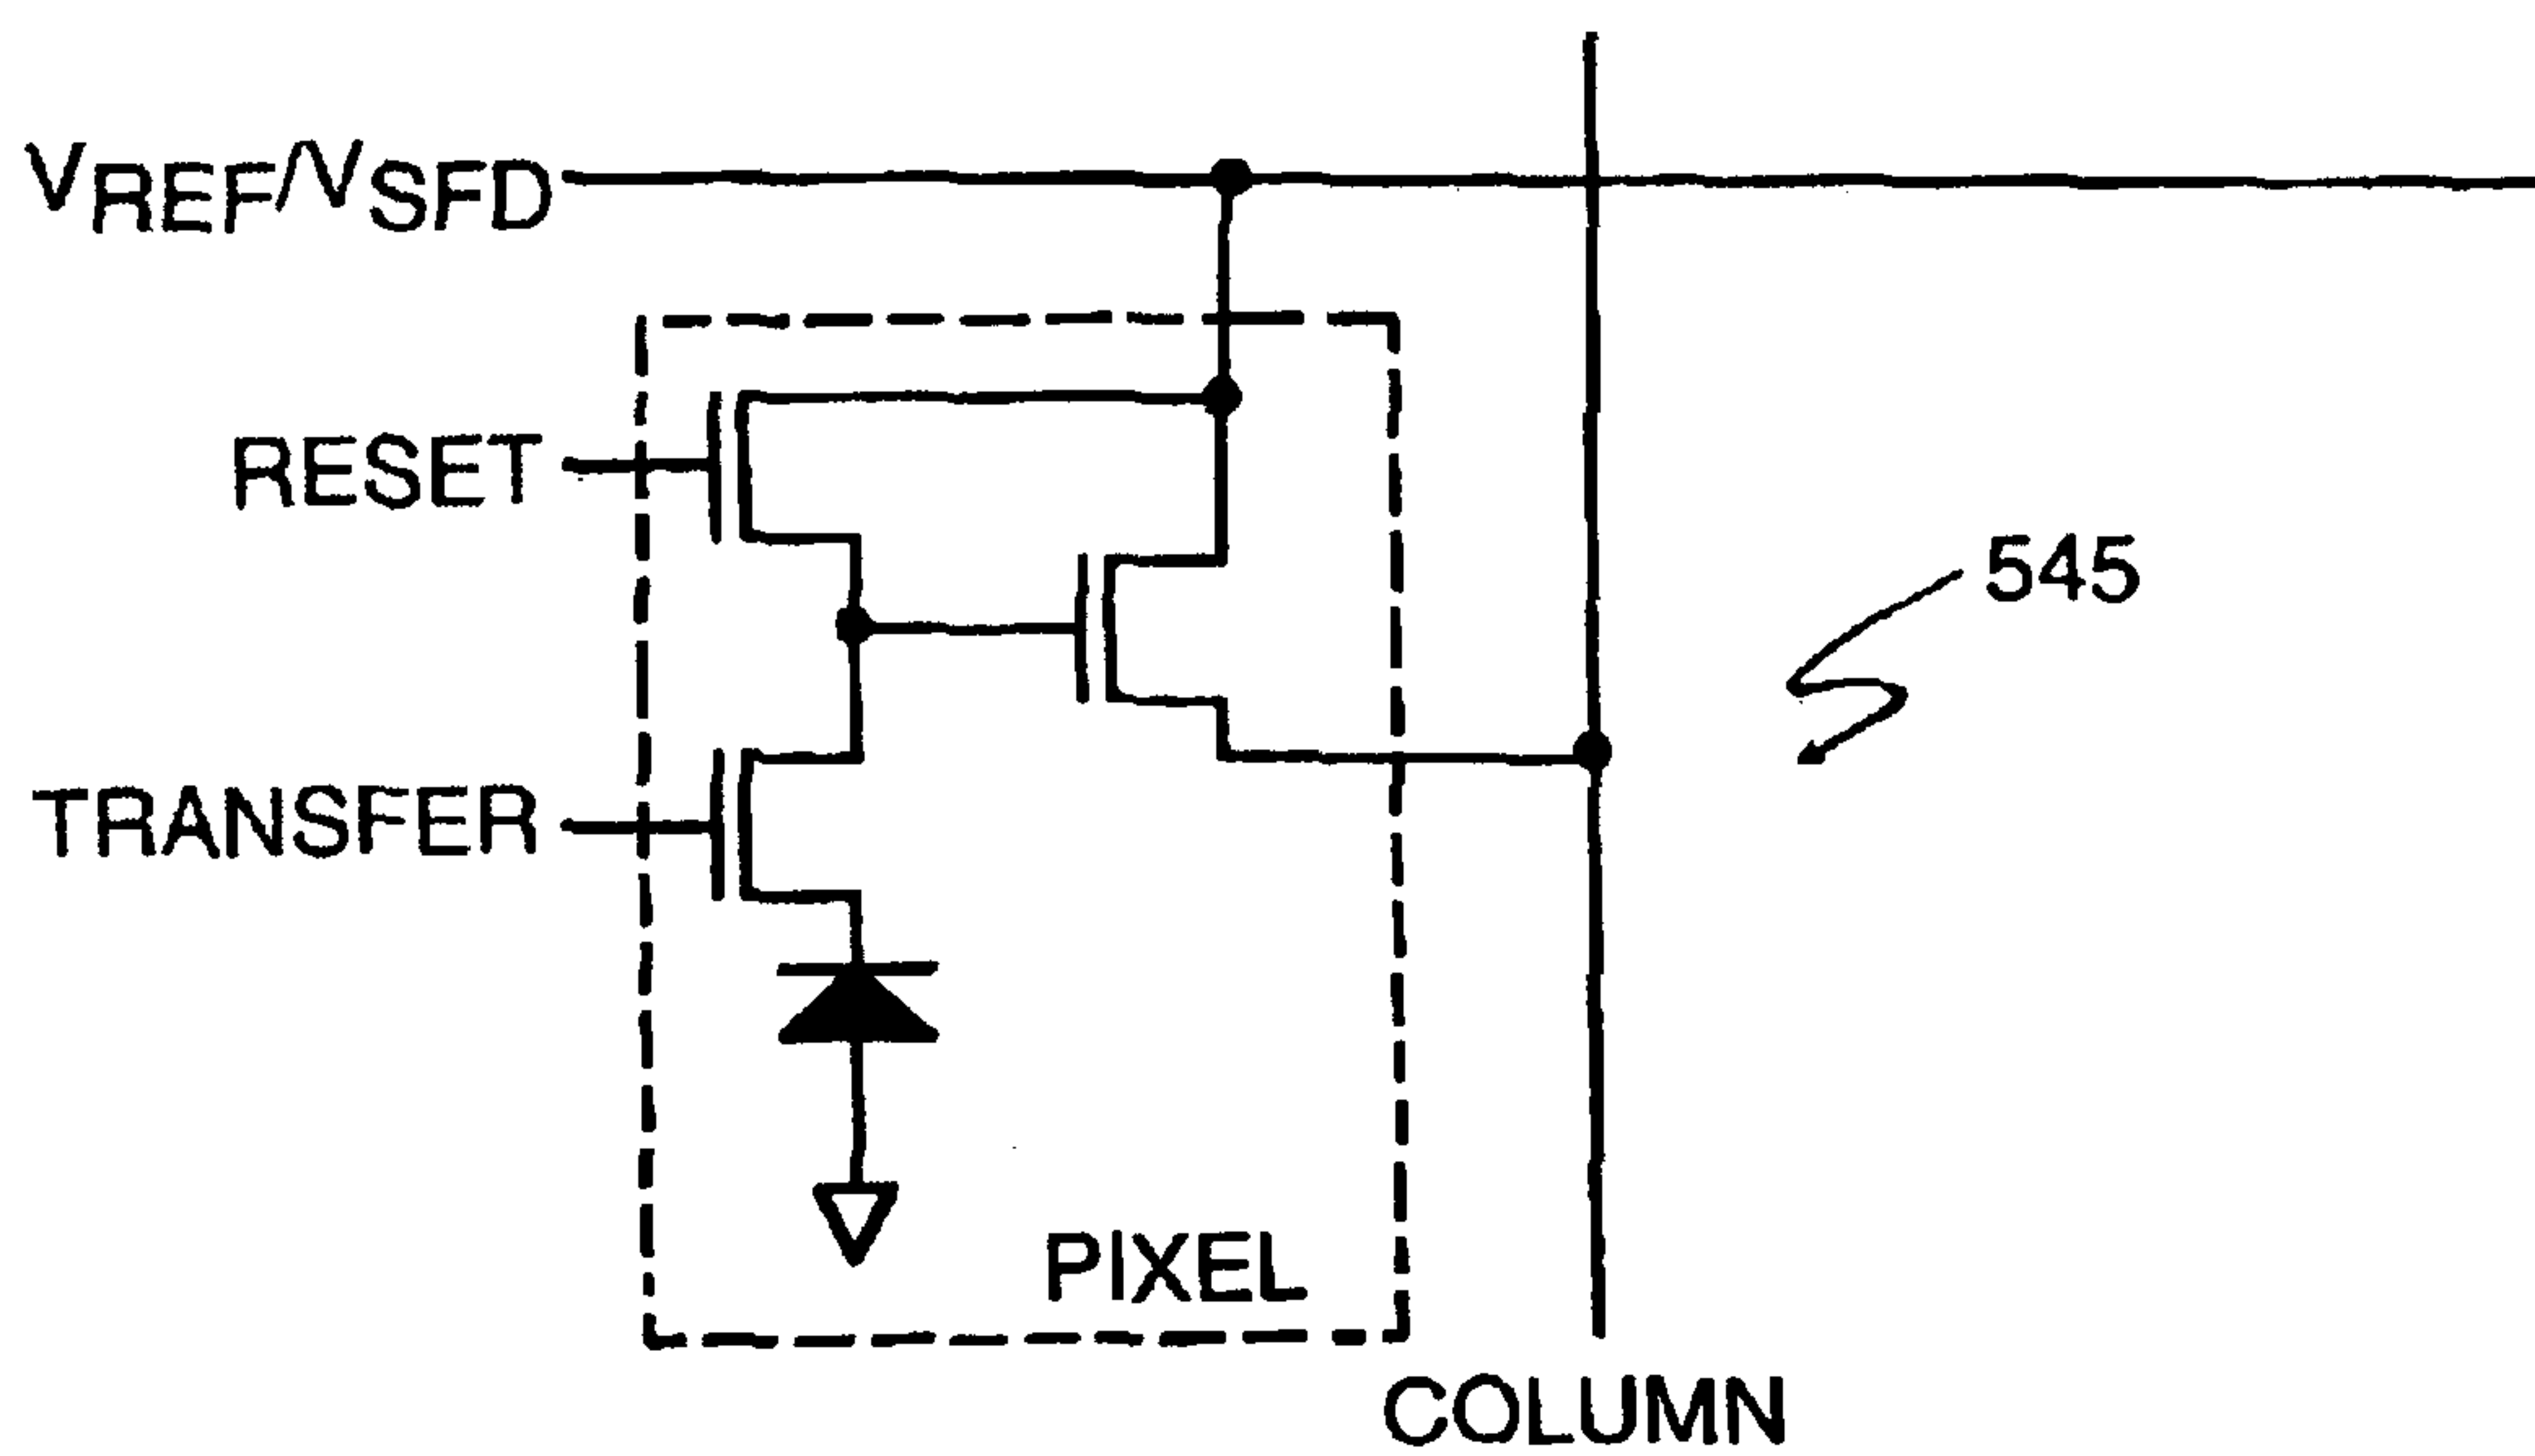 VREF/VSFD
RESET
545
TRANSFER
PIXEL
COLUMN